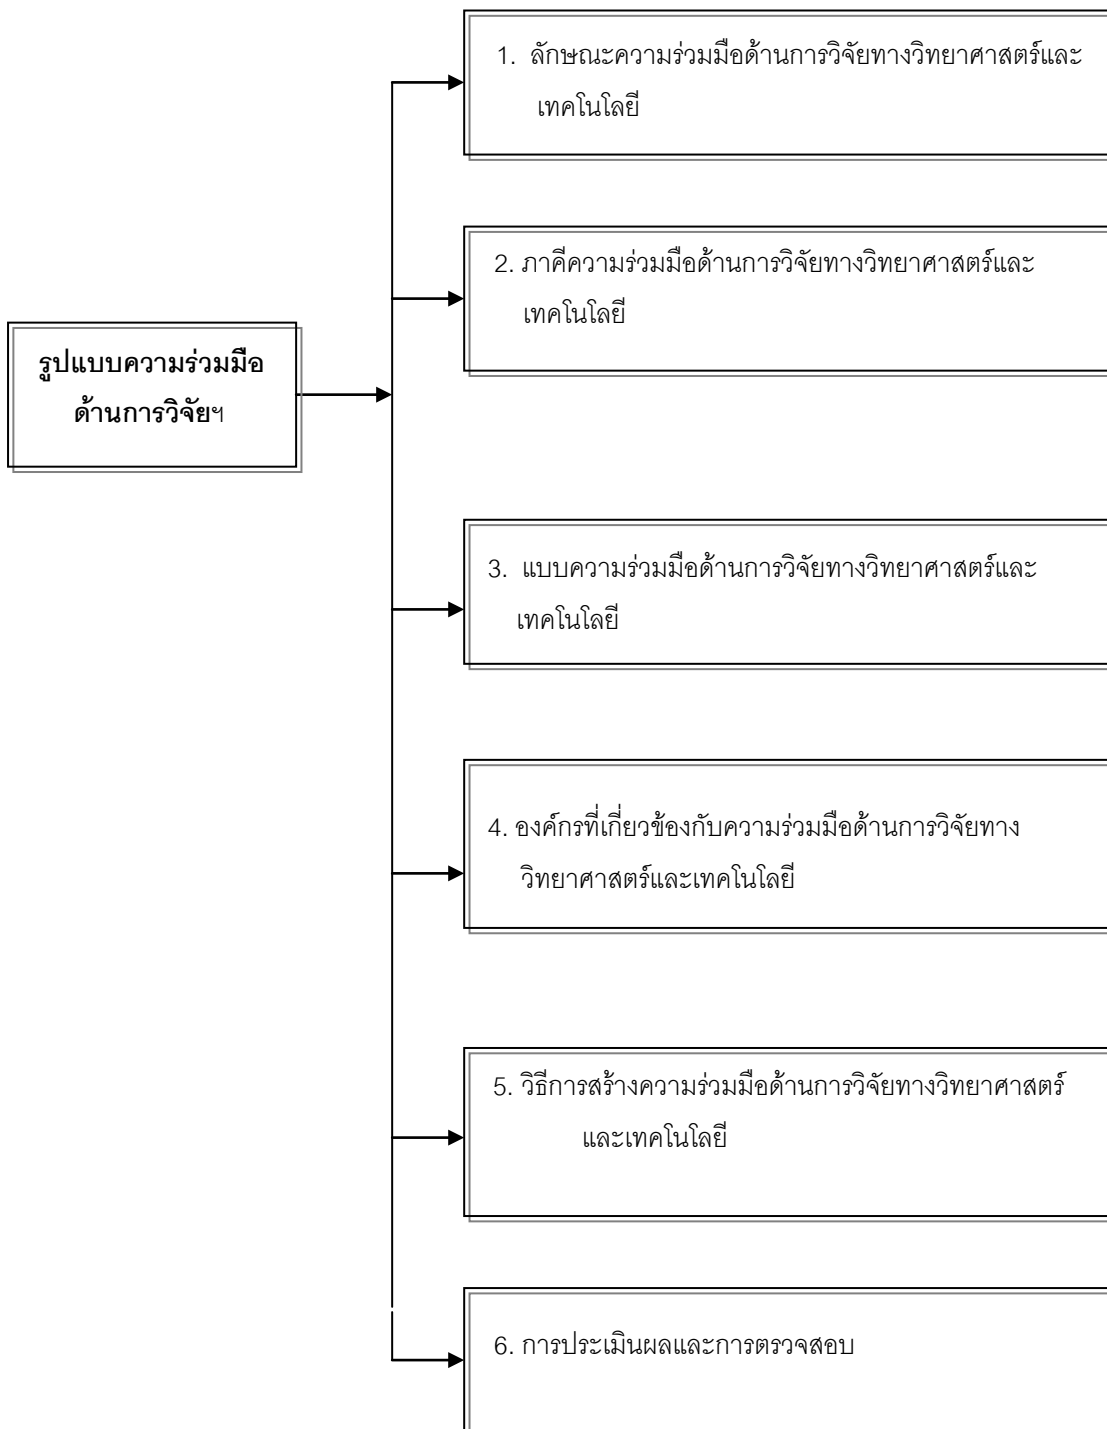 1. ลักษณะความร่วมมือด้านการวิจัยทางวิทยาศาสตร์และ
เทคโนโลยี
2. ภาคีความร่วมมือด้านการวิจัยทางวิทยาศาสตร์และ
เทคโนโลยี
รูปแบบความร่วมมือ
ด้านการวิจัยฯ
3. แบบความร่วมมือด้านการวิจัยทางวิทยาศาสตร์และ
เทคโนโลยี
4. องค์กรที่เกี่ยวข้องกับความร่วมมือด้านการวิจัยทาง
วิทยาศาสตร์และเทคโนโลยี
5. วิธีการสร้างความร่วมมือด้านการวิจัยทางวิทยาศาสตร์
และเทคโนโลยี
6. การประเมินผลและการตรวจสอบ